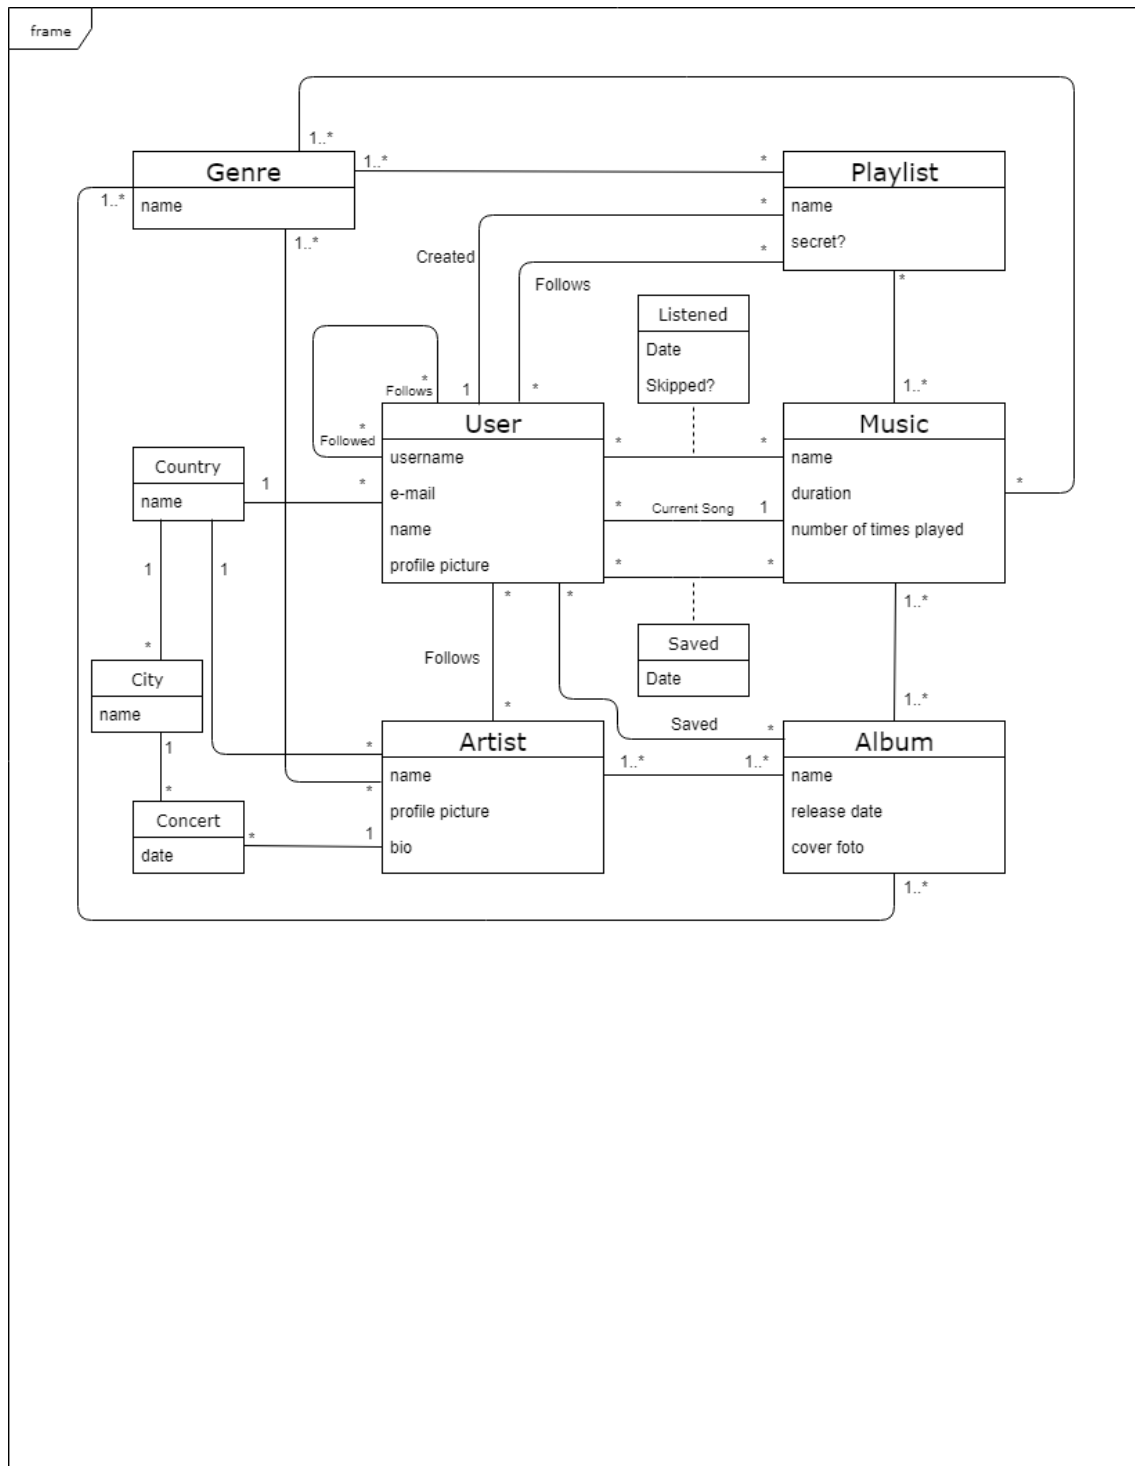 frame
1..*
Genre
1..*
*
Playlist
1..*
name
*
name
1..*
Created
*
secret?
Follows
*
Listened
Date
Skipped?
*
Follows
1
*
1..*
*
Followed
User
Music
Country
name
1
*
username
e-mail
name
profile picture
*
*
*
Current Song
1
*
*
name
duration
number of times played
*
1
1
*
*
*
1..*
Saved
Date
Follows
City
name
*
1..*
Saved
*
1
*
*
*
Artist
name
profile picture
bio
1..*
1..*
Album
name
release date
cover foto
Concert
date
*
1
1..*